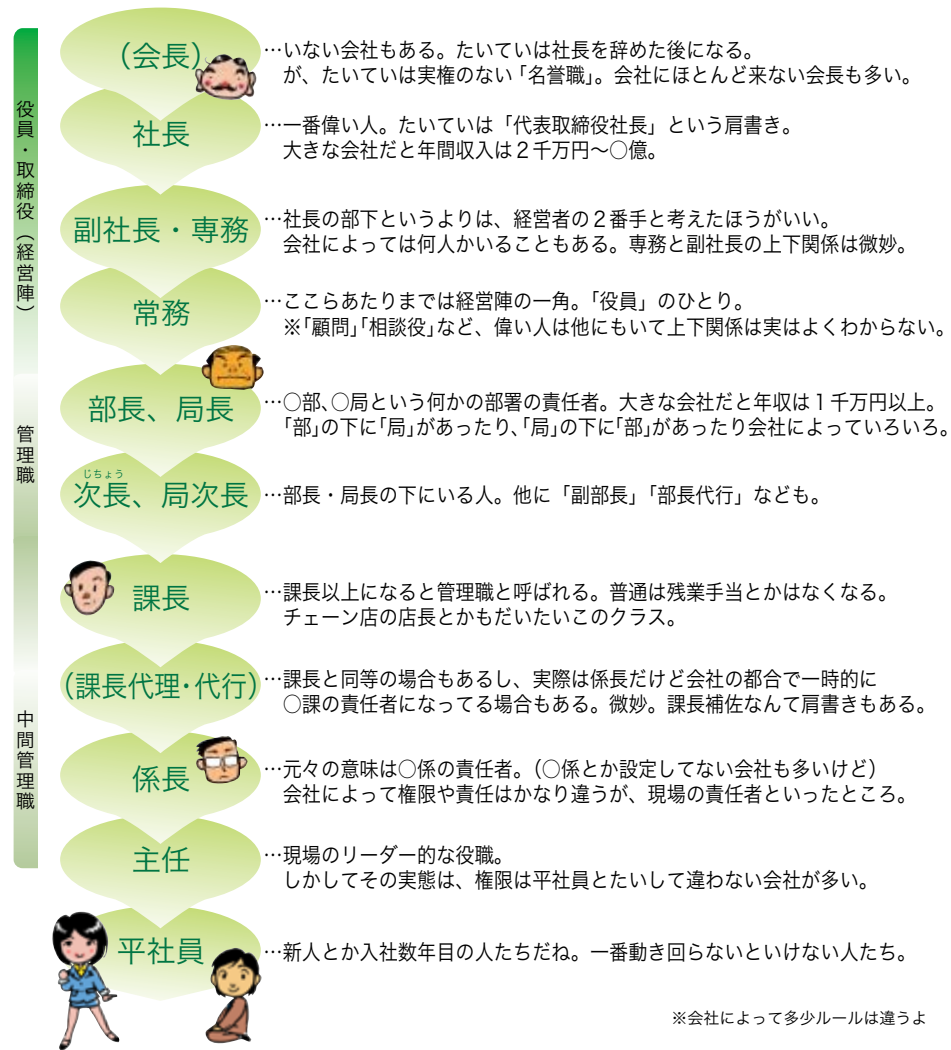 役員・取締役（経営陣）
管理職
中間管理職
（会長）
…いない会社もある。たいていは社長を辞めた後になる。
が、たいていは実権のない「名誉職」。会社にほとんど来ない会長も多い。
社長
…一番偉い人。たいていは「代表取締役社長」という肩書き。
大きな会社だと年間収入は２千万円〜○億。
副社長・専務
…社長の部下というよりは、経営者の２番手と考えたほうがいい。
会社によっては何人かいることもある。専務と副社長の上下関係は微妙。
常務
…ここらあたりまでは経営陣の一角。「役員」のひとり。
※「顧問」「相談役」など、偉い人は他にもいて上下関係は実はよくわからない。
部長、局長
…○部、○局という何かの部署の責任者。大きな会社だと年収は１千万円以上。
「部」の下に「局」があったり、「局」の下に「部」があったり会社によっていろいろ。
じちょう
次長、局次長
…部長・局長の下にいる人。他に「副部長」「部長代行」なども。
課長
…課長以上になると管理職と呼ばれる。普通は残業手当とかはなくなる。
チェーン店の店長とかもだいたいこのクラス。
（課長代理・代行）
…課長と同等の場合もあるし、実際は係長だけど会社の都合で一時的に
○課の責任者になってる場合もある。微妙。課長補佐なんて肩書きもある。
係長
…元々の意味は○係の責任者。（○係とか設定してない会社も多いけど）
会社によって権限や責任はかなり違うが、現場の責任者といったところ。
主任
…現場のリーダー的な役職。
しかしてその実態は、権限は平社員とたいして違わない会社が多い。
平社員
…新人とか入社数年目の人たちだね。一番動き回らないといけない人たち。
※会社によって多少ルールは違うよ